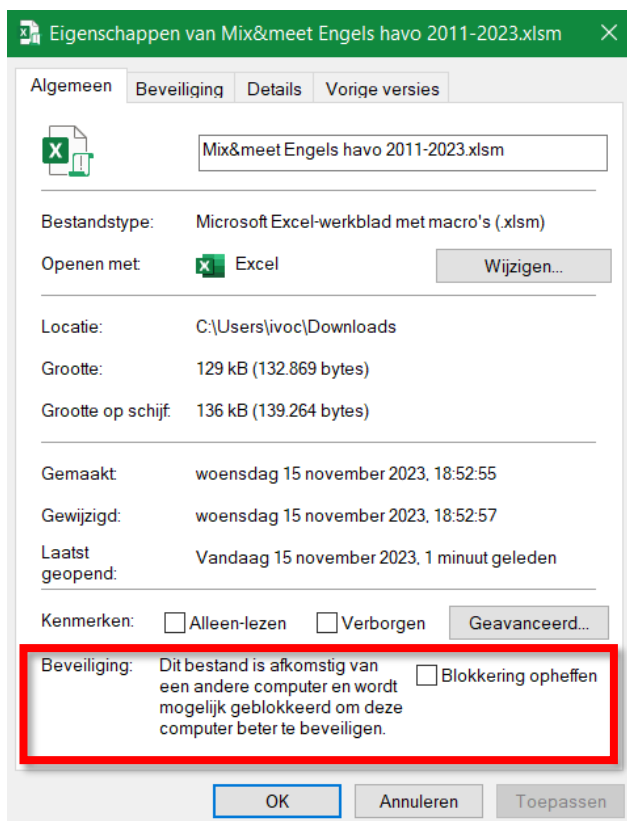 Eigenschappen van Mix&meet Engels havo 2011-2023.xlsm
Algemeen Beveiliging Details Vorige versies
Mix&meet Engels havo 2011-2023.xlsm
Bestandstype: Microsoft Excel-werkblad met macro's (.xlsm)
Openen met: Excel Wijzigen...
Locatie: C:\Users\ivoc\Downloads
Grootte: 129 kB (132.869 bytes)
Grootte op schijf: 136 kB (139.264 bytes)
Gemaakt: woensdag 15 november 2023, 18:52:55
Gewijzigd: woensdag 15 november 2023, 18:52:57
Laatst geopend: Vandaag 15 november 2023, 1 minuut geleden
Kenmerken: Alleen-lezen Verborgen Geavanceerd...
Beveiliging: Dit bestand is afkomstig van
een andere computer en wordt
mogelijk geblokkeerd om deze
computer beter te beveiligen.
Blokkering opheffen
OK Annuleren Toepassen